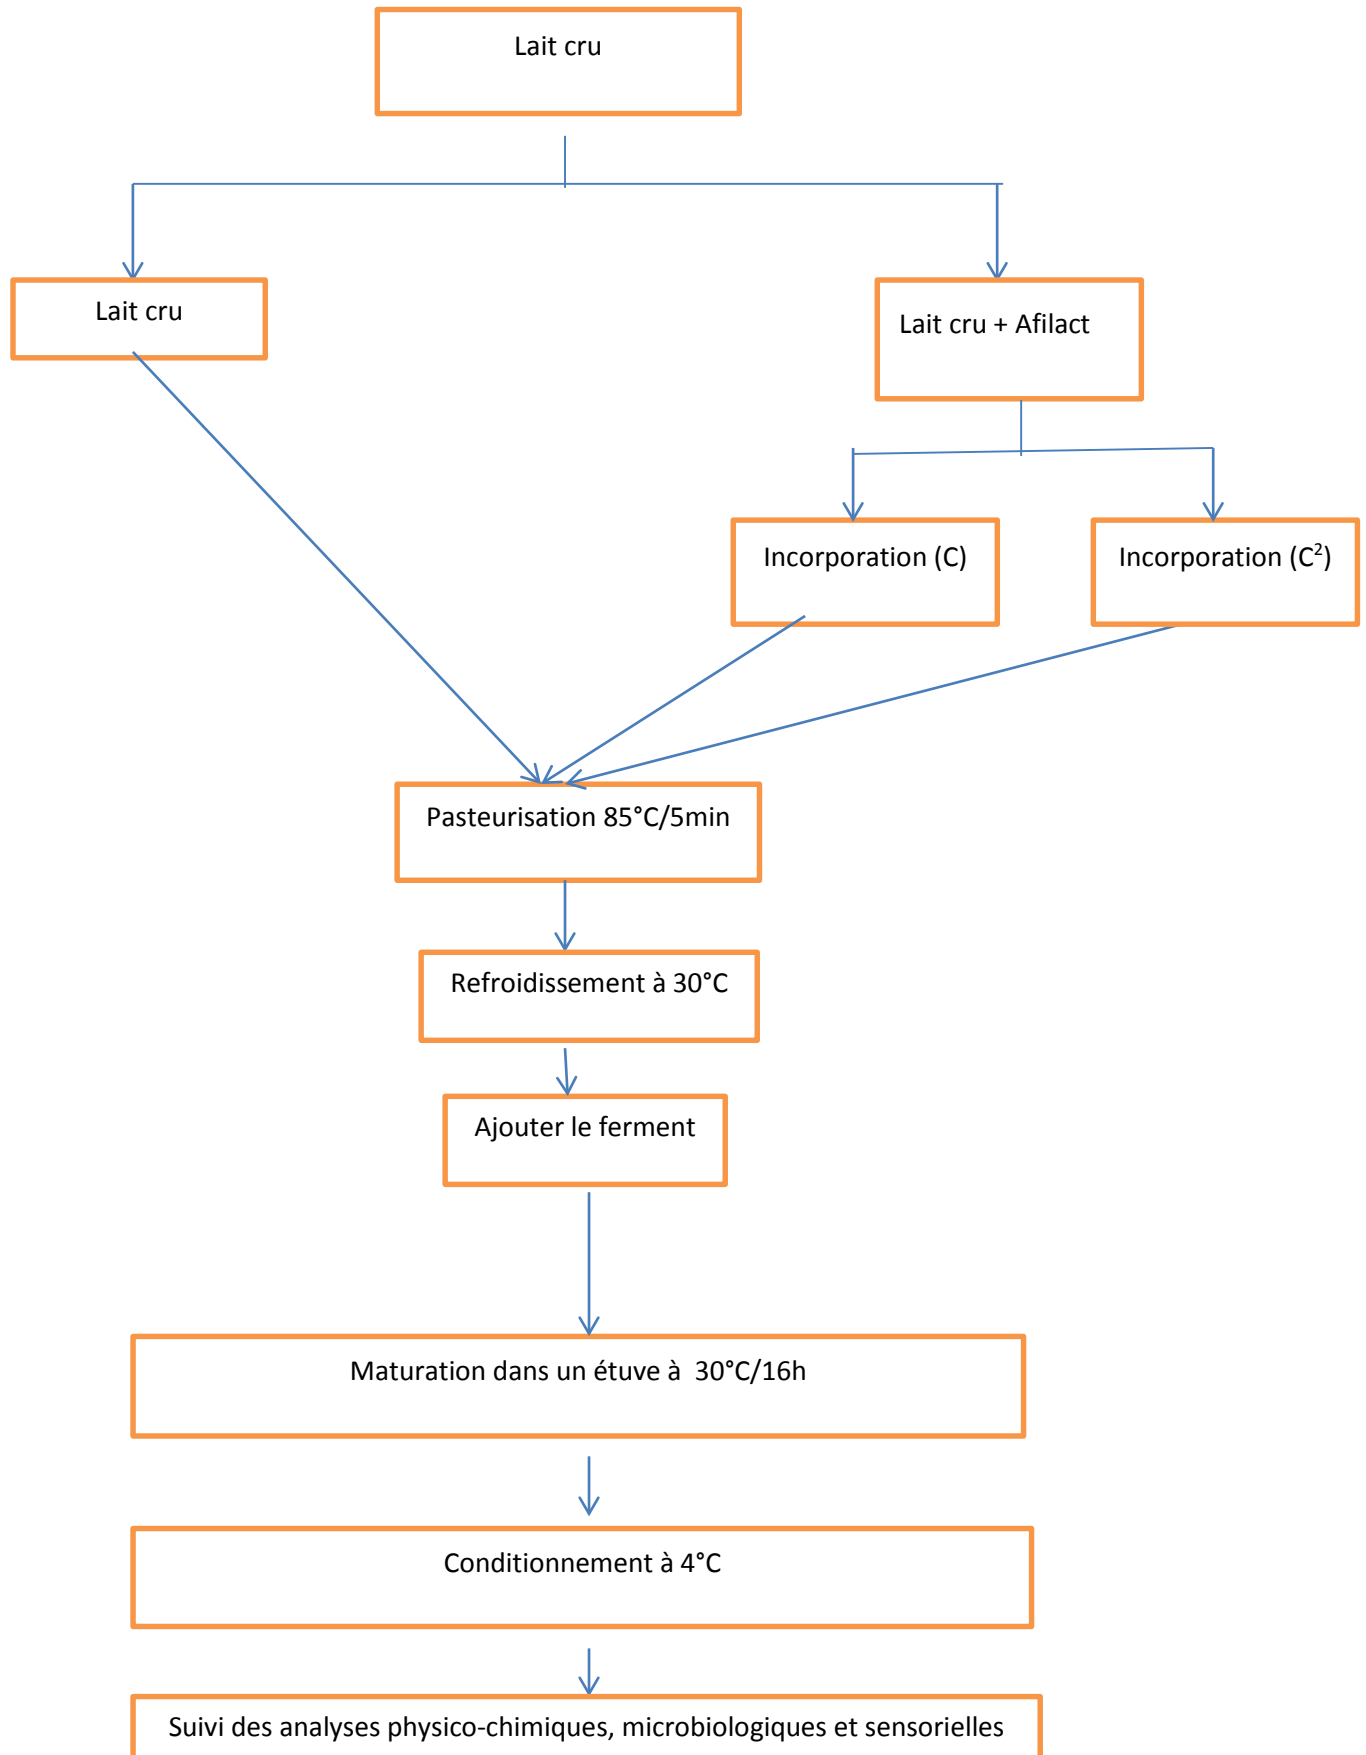 Lait cru
Lait cru
Lait cru + Afilact
Incorporation (C)
Incorporation (C²)
Pasteurisation 85°C/5min
Refroidissement à 30°C
Ajouter le ferment
Maturation dans un étuve à  30°C/16h
Conditionnement à 4°C
Suivi des analyses physico-chimiques, microbiologiques et sensorielles